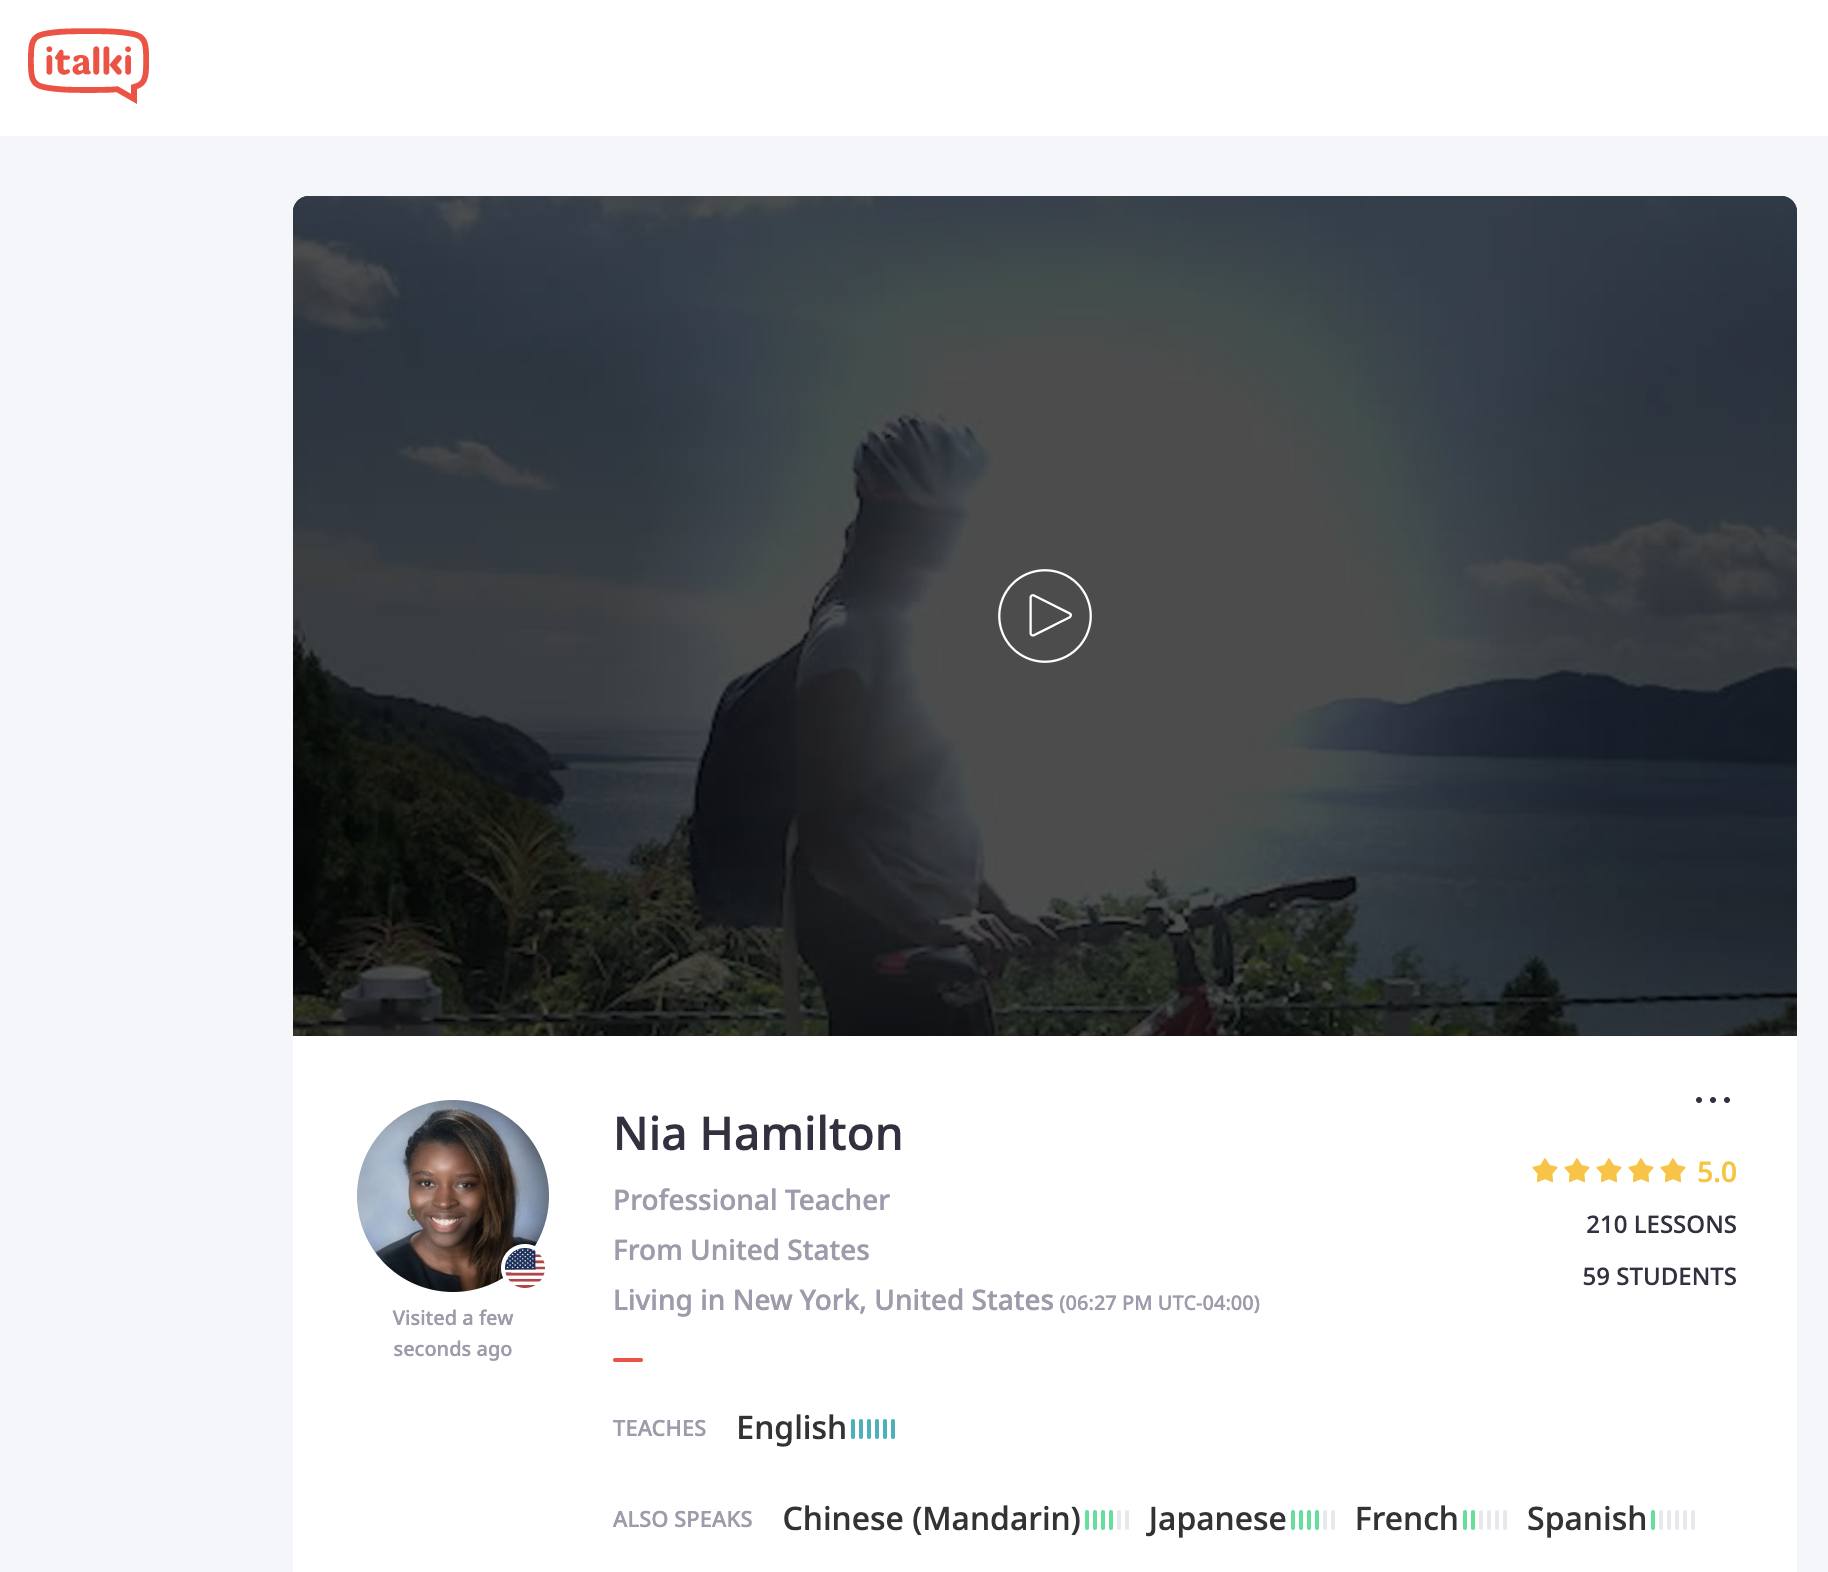 italki
Nia Hamilton
Professional Teacher
From United States
Living in New York, United States (06:27 PM UTC-04:00)
5.0
210 LESSONS
59 STUDENTS
Visited a few
seconds ago
TEACHES English
ALSO SPEAKS Chinese (Mandarin) Japanese French Spanish